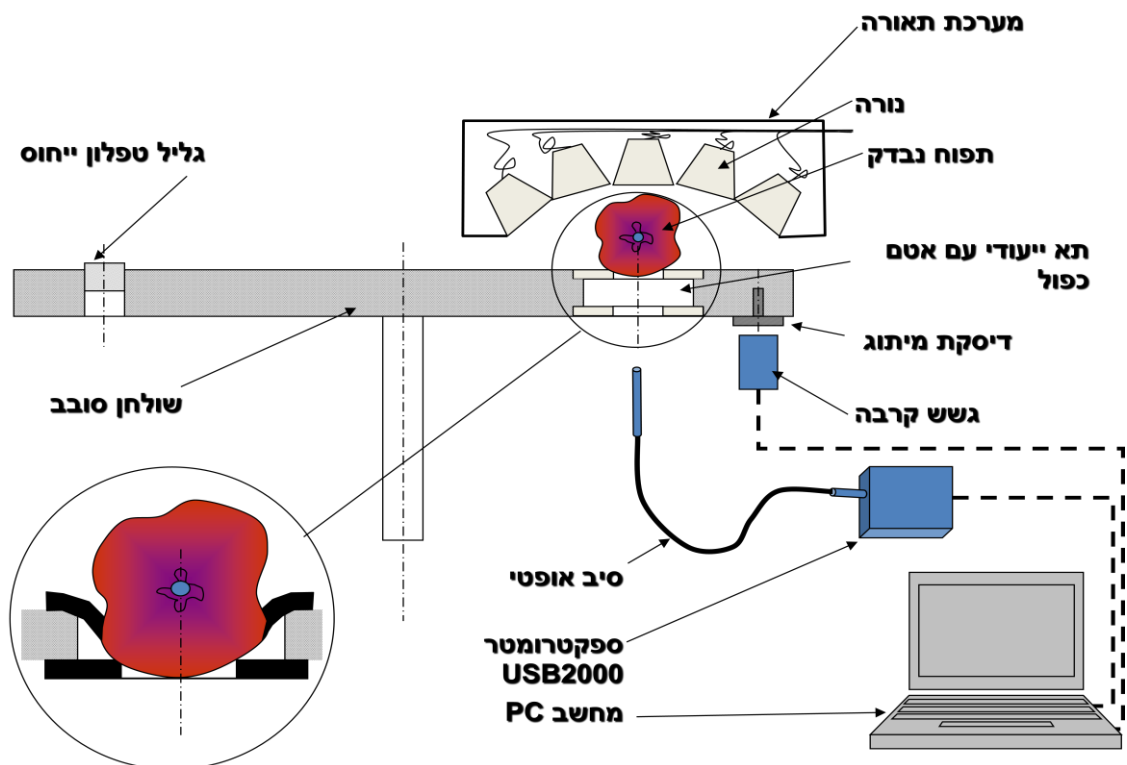 מערכת תאורה
נורה
גליל טפלון ייחוס
תפוח נבדק
תא ייעודי עם אטם
כפול
דיסקת מיתוג
שולחן סובב
גשש קרבה
סיב אופטי
ספקטרומטר
USB2000
מחשב PC